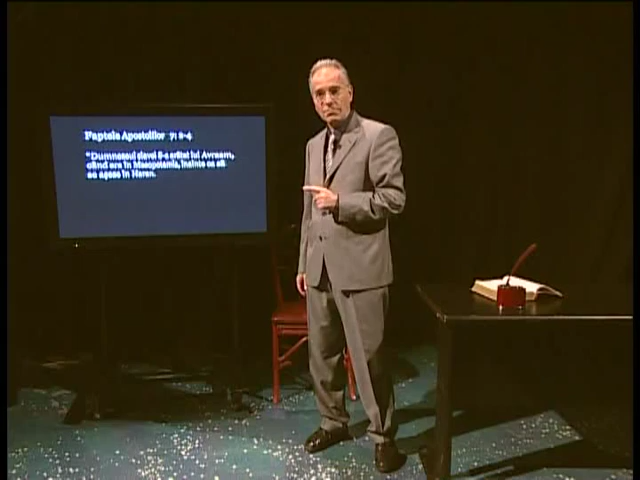 Faptele Apostolilor 7: 2-4
"Dumnezeul slavei S-a arătat lui Avraam,
când era în Mesopotamia, înainte ca să
se așeze în Haran.